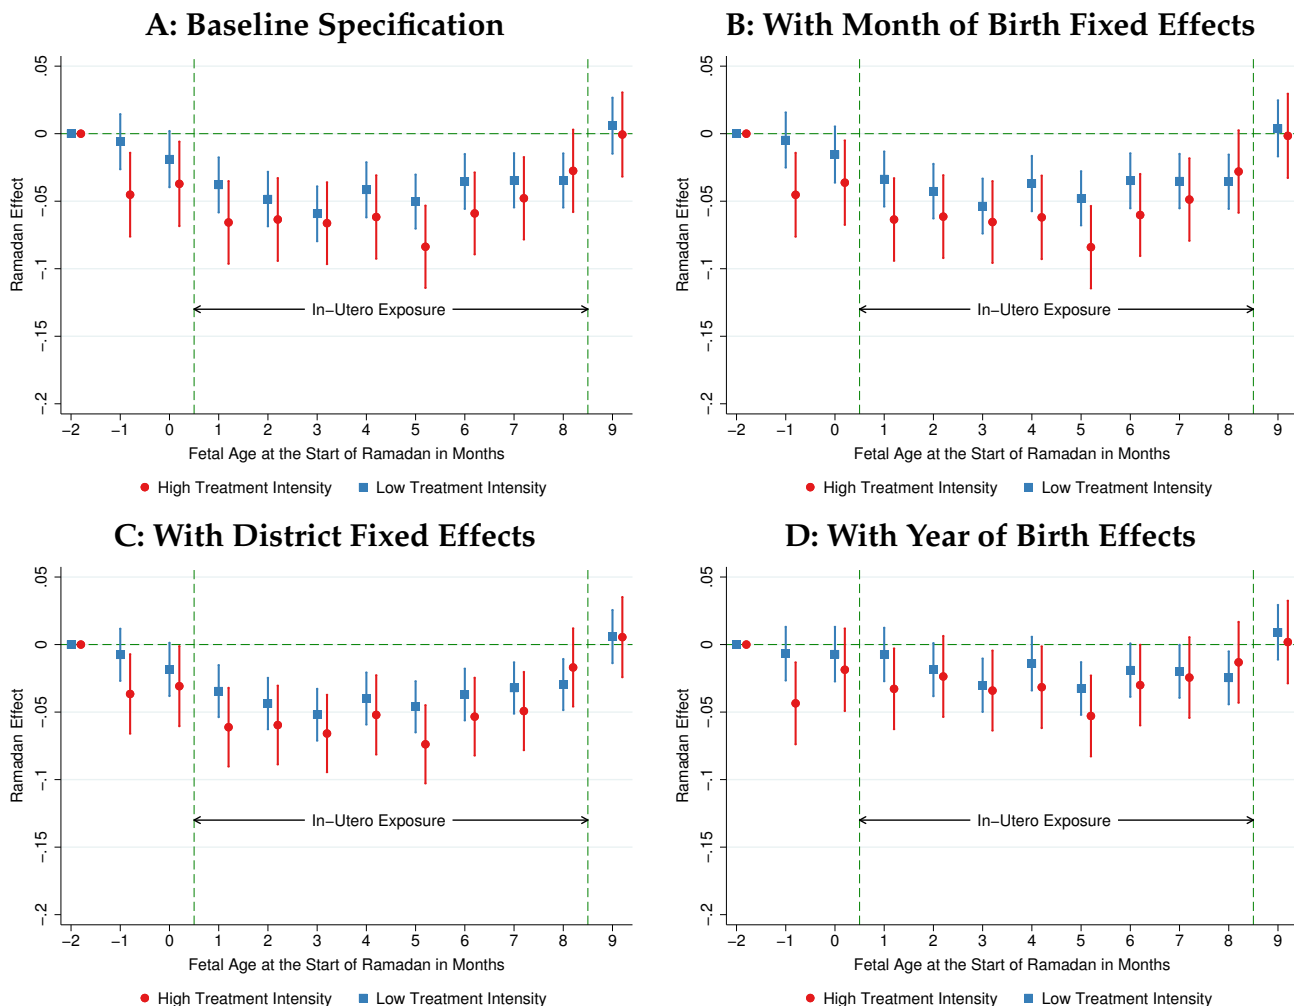 A: Baseline Specification
.05
0
−.05
−.1
−.15
−.2
Ramadan Effect
In−Utero Exposure
−2 −1 0 1 2 3 4 5 6 7 8 9
Fetal Age at the Start of Ramadan in Months
High Treatment Intensity Low Treatment Intensity
B: With Month of Birth Fixed Effects
.05
0
−.05
−.1
−.15
−.2
Ramadan Effect
In−Utero Exposure
−2 −1 0 1 2 3 4 5 6 7 8 9
Fetal Age at the Start of Ramadan in Months
High Treatment Intensity Low Treatment Intensity
C: With District Fixed Effects
.05
0
−.05
−.1
−.15
−.2
Ramadan Effect
In−Utero Exposure
−2 −1 0 1 2 3 4 5 6 7 8 9
Fetal Age at the Start of Ramadan in Months
High Treatment Intensity Low Treatment Intensity
D: With Year of Birth Effects
.05
0
−.05
−.1
−.15
−.2
Ramadan Effect
In−Utero Exposure
−2 −1 0 1 2 3 4 5 6 7 8 9
Fetal Age at the Start of Ramadan in Months
High Treatment Intensity Low Treatment Intensity